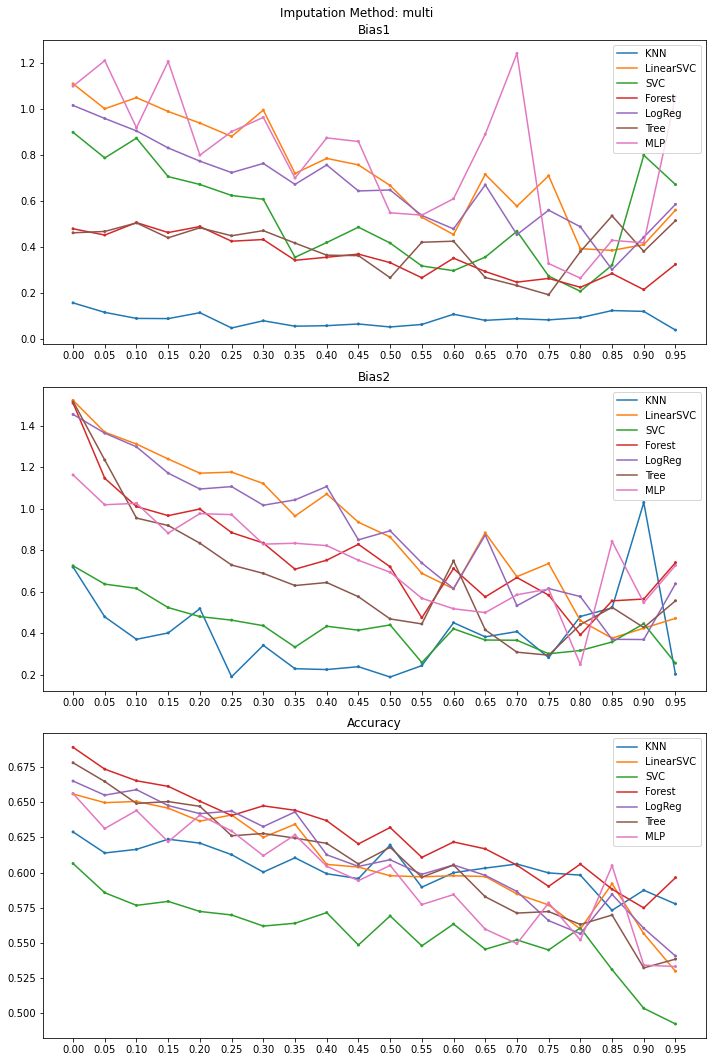 Imputation Method: multi
Bias1
KNN
LinearSVC
SVC
Forest
LogReg
Tree
MLP
1.2
1.0
0.8
0.6
0.4
0.2
0.0
0.00 0.05 0.10 0.15 0.20 0.25 0.30 0.35 0.40 0.45 0.50 0.55 0.60 0.65 0.70 0.75 0.80 0.85 0.90 0.95
Bias2
KNN
LinearSVC
SVC
Forest
LogReg
Tree
MLP
1.4
1.2
1.0
0.8
0.6
0.4
0.2
0.00 0.05 0.10 0.15 0.20 0.25 0.30 0.35 0.40 0.45 0.50 0.55 0.60 0.65 0.70 0.75 0.80 0.85 0.90 0.95
Accuracy
KNN
LinearSVC
SVC
Forest
LogReg
Tree
MLP
0.675
0.650
0.625
0.600
0.575
0.550
0.525
0.500
0.00 0.05 0.10 0.15 0.20 0.25 0.30 0.35 0.40 0.45 0.50 0.55 0.60 0.65 0.70 0.75 0.80 0.85 0.90 0.95